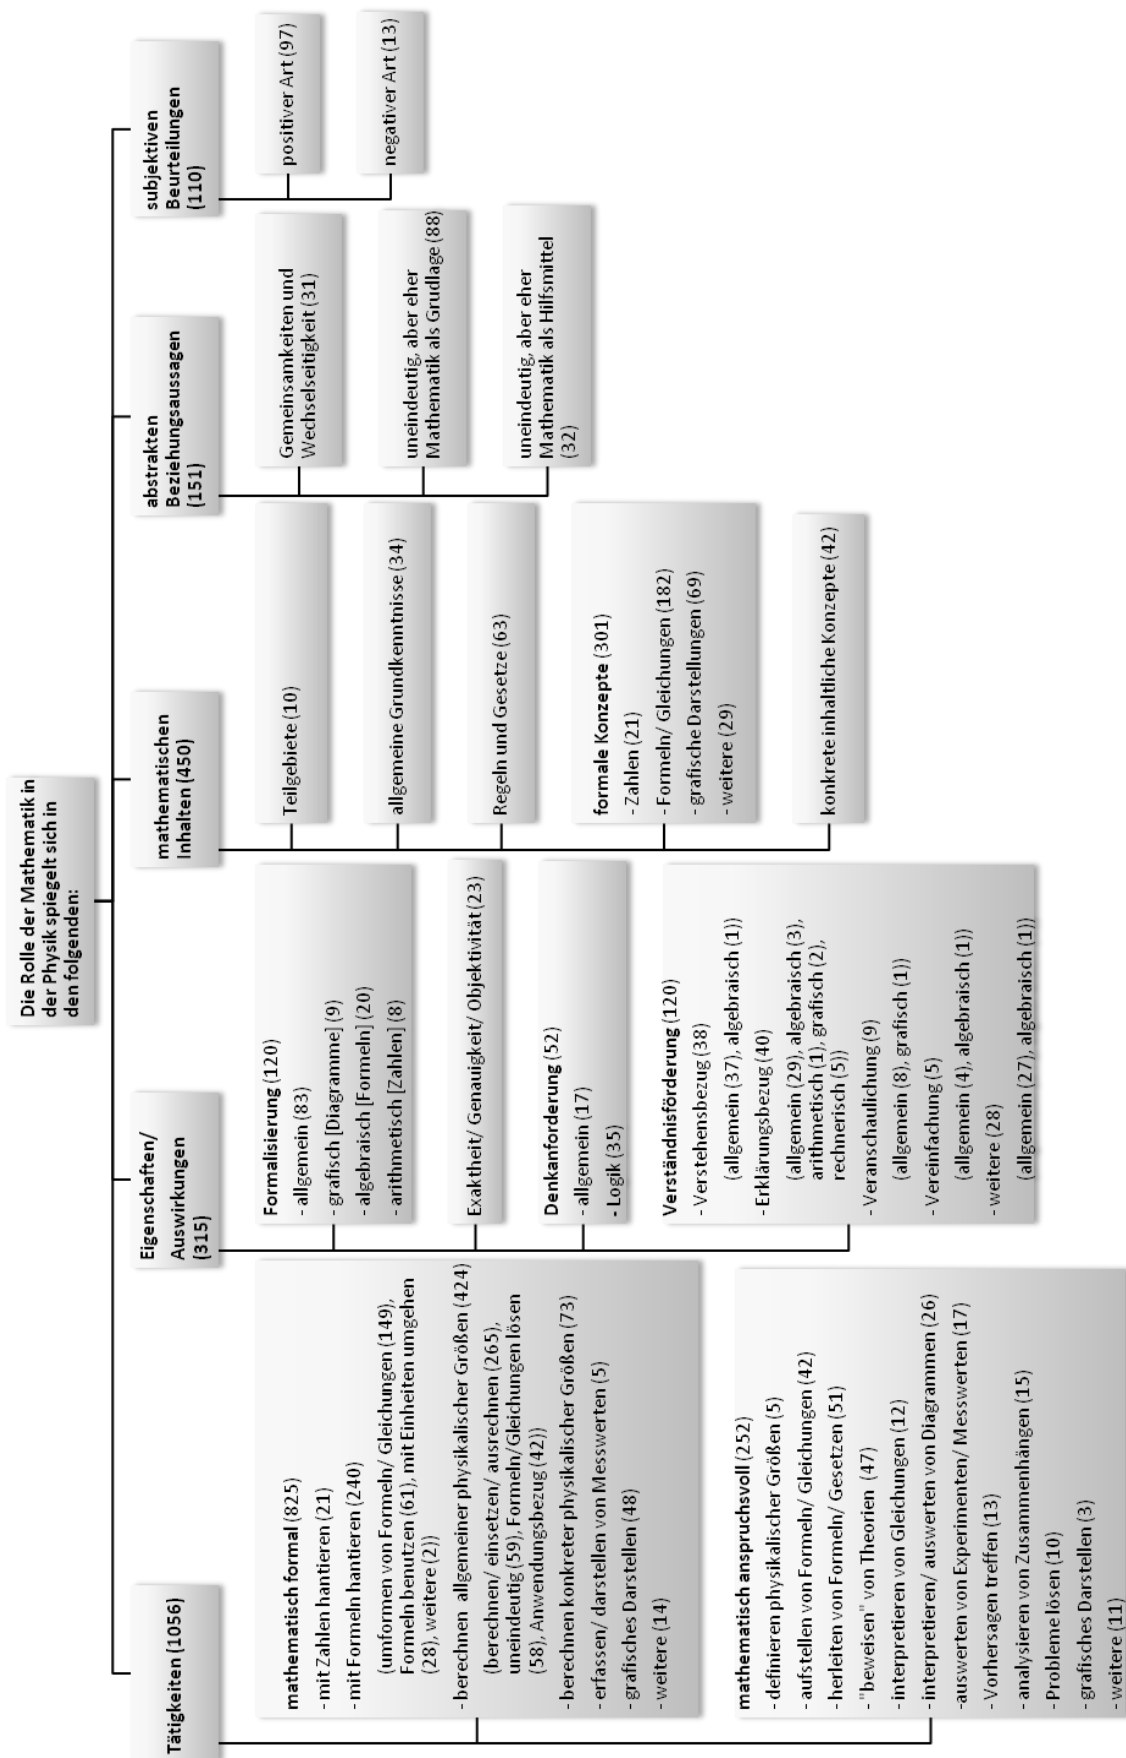 Die Rolle der Mathematik in
der Physik spiegelt sich in
den folgenden:
Tätigkeiten (1056)
mathematisch formal (825)
- mit Zahlen hantieren (21)
- mit Formeln hantieren (240)
(umformen von Formeln/ Gleichungen (149),
Formeln benutzen (61), mit Einheiten umgehen
(28), weitere (2))
- berechnen allgemeiner physikalischer Größen (424)
(berechnen/ einsetzen/ ausrechnen (265),
uneindeutig (59), Formeln/Gleichungen lösen
(58), Anwendungsbezug (42))
- berechnen konkreter physikalischer Größen (73)
- erfassen/ darstellen von Messwerten (5)
- grafisches Darstellen (48)
- weitere (14)
mathematisch anspruchsvoll (252)
- definieren physikalischer Größen (5)
- aufstellen von Formeln/ Gleichungen (42)
- herleiten von Formeln/ Gesetzen (51)
- "beweisen" von Theorien (47)
- interpretieren von Gleichungen (12)
- interpretieren/ auswerten von Diagrammen (26)
-auswerten von Experimenten/ Messwerten (17)
- Vorhersagen treffen (13)
- analysieren von Zusammenhängen (15)
- Probleme lösen (10)
- grafisches Darstellen (3)
- weitere (11)
Eigenschaften/
Auswirkungen
(315)
Formalisierung (120)
- allgemein (83)
- grafisch [Diagramme] (9)
- algebraisch [Formeln] (20)
- arithmetisch [Zahlen] (8)
Exaktheit/ Genauigkeit/ Objektivität (23)
Denkanforderung (52)
- allgemein (17)
- Logik (35)
Verständnisförderung (120)
- Verstehensbezug (38)
(allgemein (37), algebraisch (1))
- Erklärungsbezug (40)
(allgemein (29), algebraisch (3),
arithmetisch (1), grafisch (2),
rechnerisch (5))
- Veranschaulichung (9)
(allgemein (8), grafisch (1))
- Vereinfachung (5)
(allgemein (4), algebraisch (1))
- weitere (28)
(allgemein (27), algebraisch (1))
mathematischen
Inhalten (450)
Teilgebiete (10)
allgemeine Grundkenntnisse (34)
Regeln und Gesetze (63)
formale Konzepte (301)
- Zahlen (21)
- Formeln/ Gleichungen (182)
- grafische Darstellungen (69)
- weitere (29)
konkrete inhaltliche Konzepte (42)
abstrakten
Beziehungsaussagen
(151)
Gemeinsamkeiten und
Wechselseitigkeit (31)
uneindeutig, aber eher
Mathematik als Grudlage (88)
uneindeutig, aber eher
Mathematik als Hilfsmittel
(32)
subjektiven
Beurteilungen
(110)
positiver Art (97)
negativer Art (13)